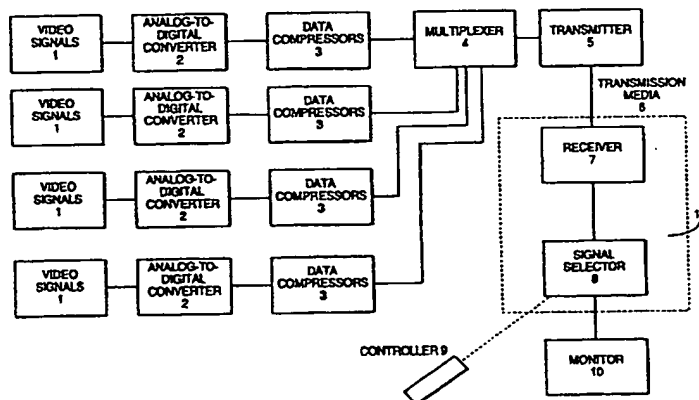 VIDEO
SIGNALS
1
ANALOG-TO-
DIGITAL
CONVERTER
2
DATA
COMPRESSORS
3
MULTIPLEXER
4
TRANSMITTER
5
VIDEO
SIGNALS
1
ANALOG-TO-
DIGITAL
CONVERTER
2
DATA
COMPRESSORS
3
TRANSMISSION
MEDIA
6
RECEIVER
7
VIDEO
SIGNALS
1
ANALOG-TO-
DIGITAL
CONVERTER
2
DATA
COMPRESSORS
3
VIDEO
SIGNALS
1
ANALOG-TO-
DIGITAL
CONVERTER
2
DATA
COMPRESSORS
3
SIGNAL
SELECTOR
8
CONTROLLER 9
MONITOR
10